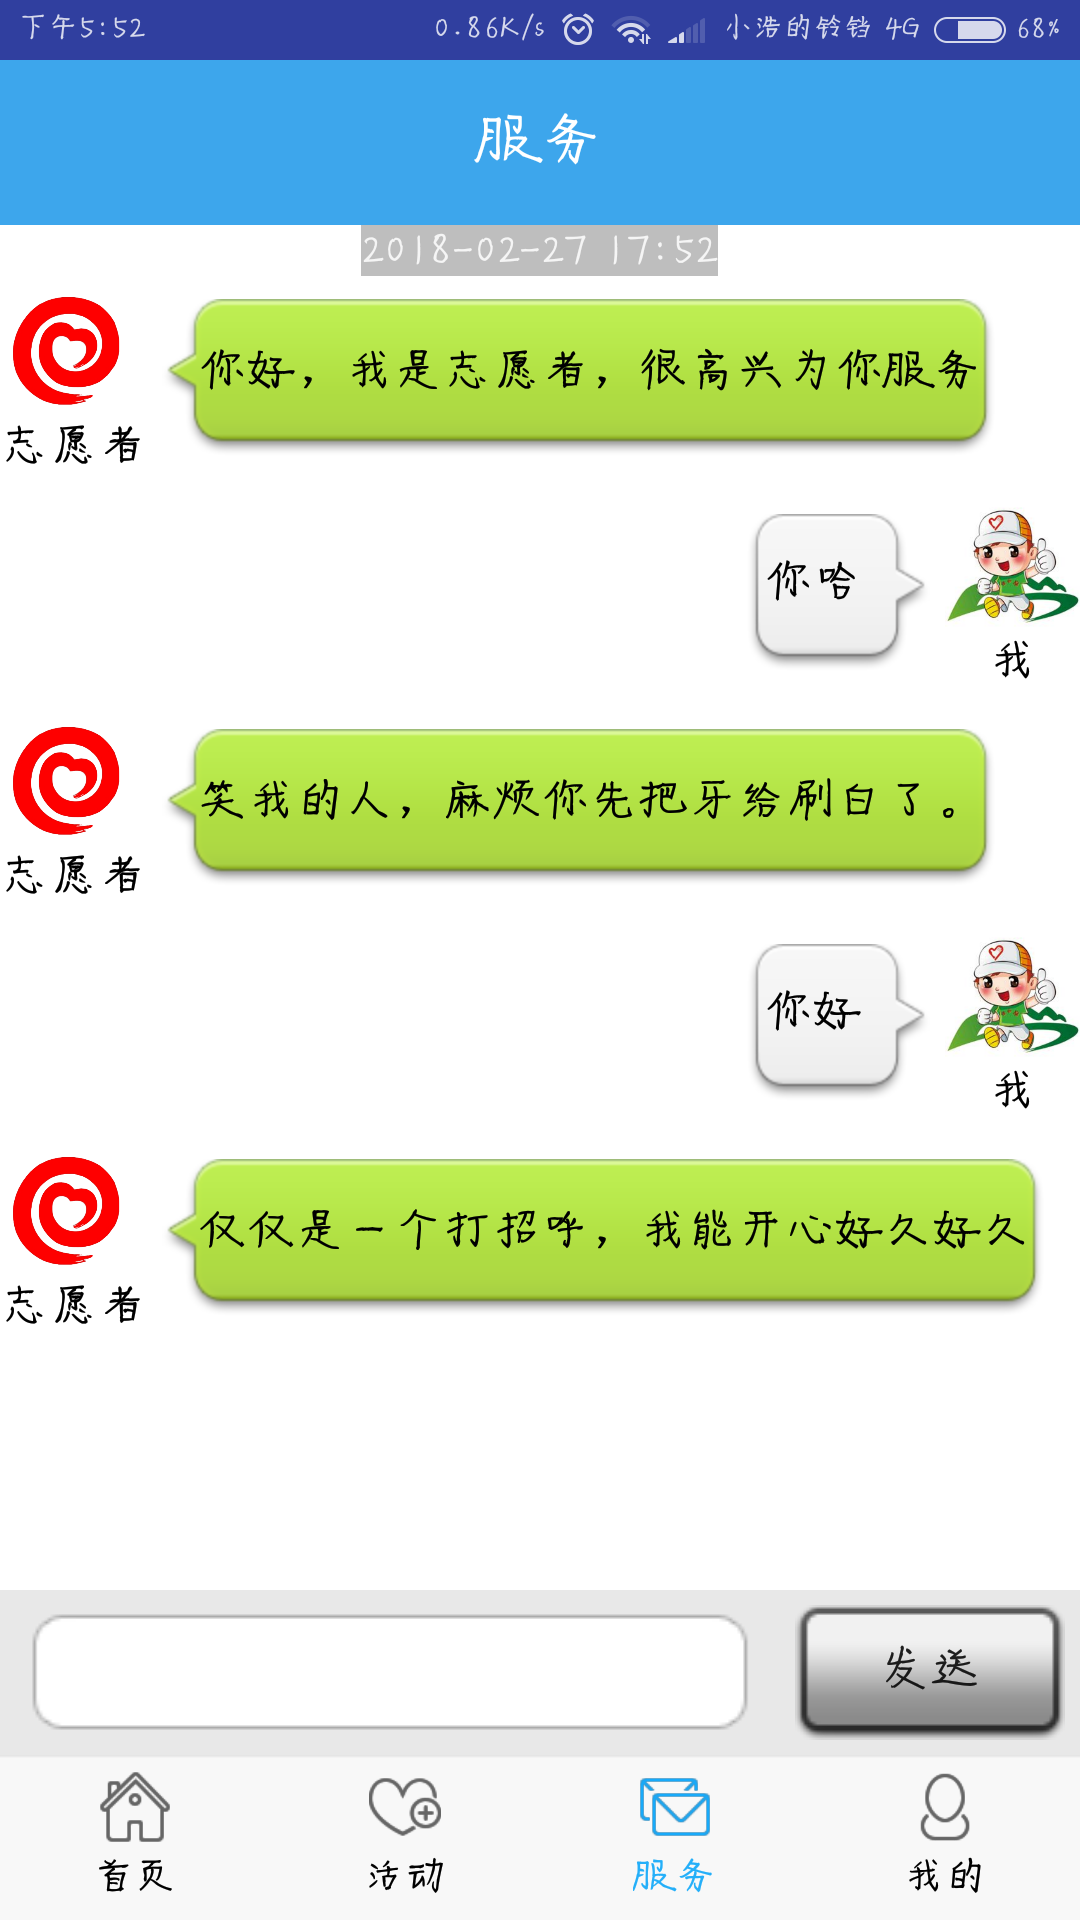 下午5:52 0.86K/s 小浩的铃铛 4G 68%
服务
2018-02-27 17:52
你好，我是志愿者，很高兴为你服务
志愿者
你哈
我
笑我的人，麻烦你先把牙给刷白了。
志愿者
你好
我
仅仅是一个打招呼，我能开心好久好久
志愿者
发送
首页 活动 服务 我的